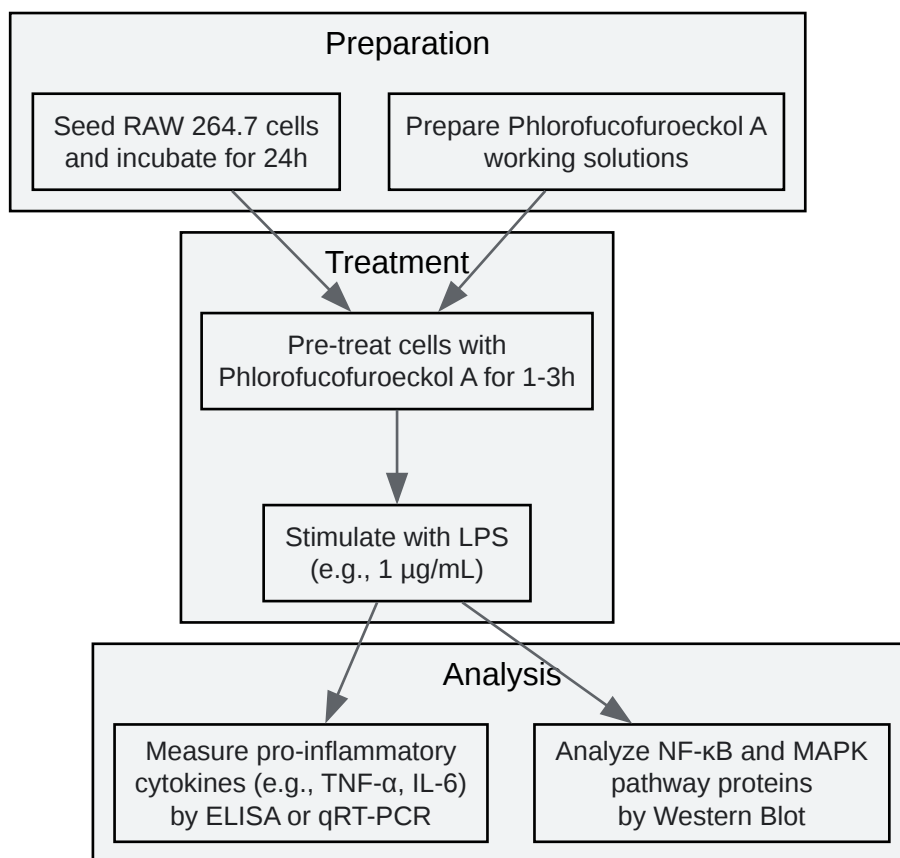 Preparation
Seed RAW 264.7 cells
and incubate for 24h
Prepare Phlorofucofuroeckol A
working solutions
Treatment
Pre-treat cells with
Phlorofucofuroeckol A for 1-3h
Stimulate with LPS
(e.g., 1 µg/mL)
Analysis
Measure pro-inflammatory
cytokines (e.g., TNF-α, IL-6)
by ELISA or qRT-PCR
Analyze NF-κB and MAPK
pathway proteins
by Western Blot